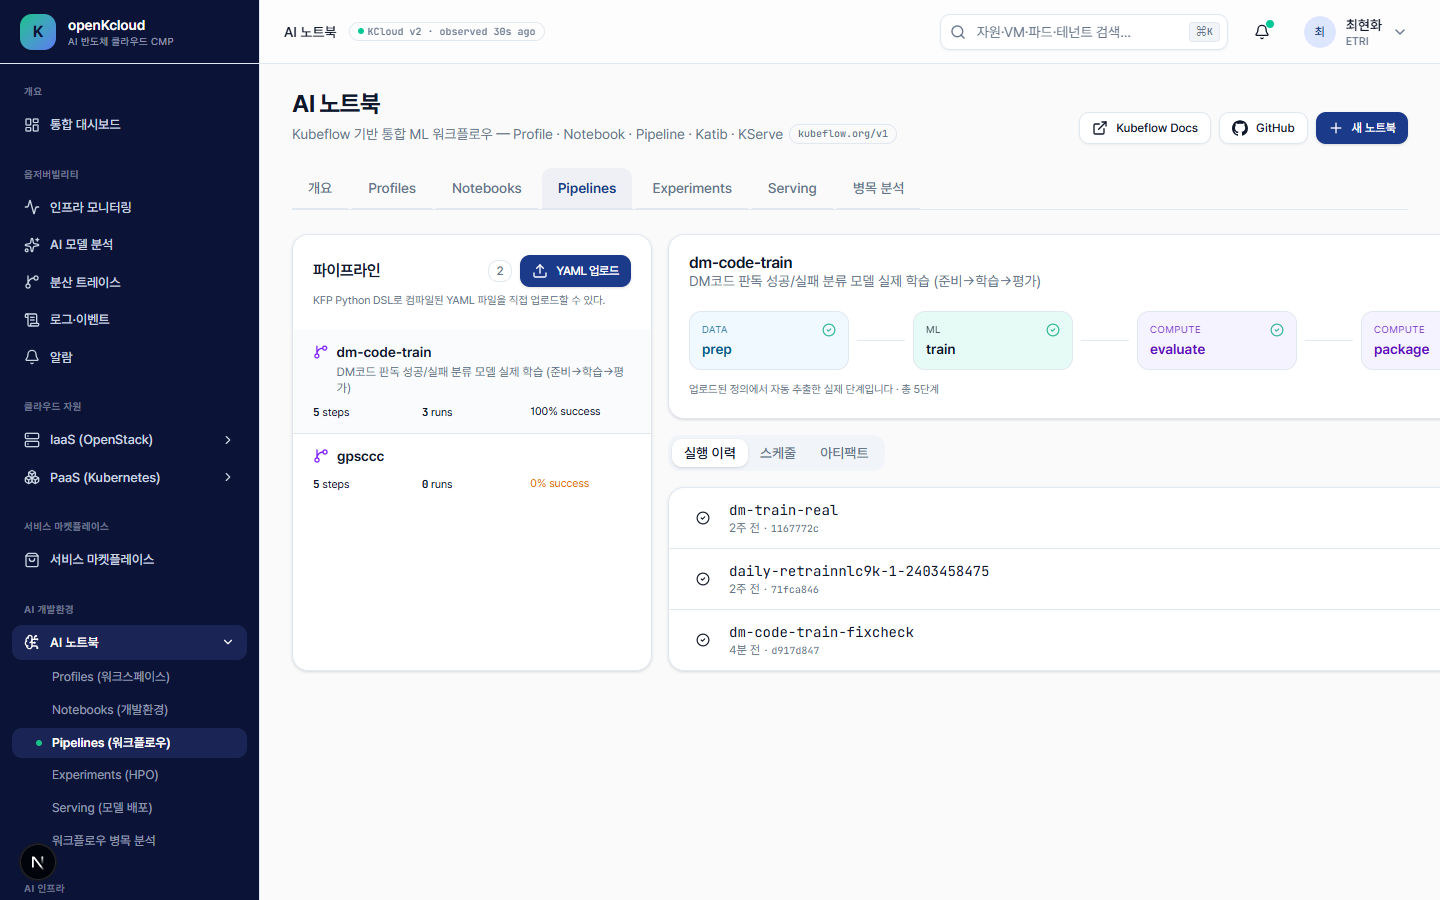 K
openKcloud
AI 반도체 클라우드 CMP
개요
통합 대시보드
옵저버빌리티
인프라 모니터링
AI 모델 분석
분산 트레이스
로그·이벤트
알람
클라우드 자원
IaaS (OpenStack)
PaaS (Kubernetes)
서비스 마켓플레이스
서비스 마켓플레이스
AI 개발환경
AI 노트북
Profiles (워크스페이스)
Notebooks (개발환경)
Pipelines (워크플로우)
Experiments (HPO)
Serving (모델 배포)
워크플로우 병목 분석
N
AI 인프라
AI 노트북
KCloud v2 · observed 30s ago
자원·VM·파드·테넌트 검색...
⌘K
최
최현화
ETRI
AI 노트북
Kubeflow 기반 통합 ML 워크플로우 — Profile · Notebook · Pipeline · Katib · KServe
kubeflow.org/v1
Kubeflow Docs
GitHub
새 노트북
개요
Profiles
Notebooks
Pipelines
Experiments
Serving
병목 분석
파이프라인
2
YAML 업로드
KFP Python DSL로 컴파일된 YAML 파일을 직접 업로드할 수 있다.
dm-code-train
DM코드 판독 성공/실패 분류 모델 실제 학습 (준비→학습→평
가)
5 steps
3 runs
100% success
gpsccc
5 steps
0 runs
0% success
dm-code-train
DM코드 판독 성공/실패 분류 모델 실제 학습 (준비→학습→평가)
DATA
prep
ML
train
COMPUTE
evaluate
COMPUTE
package
업로드된 정의에서 자동 추출한 실제 단계입니다 · 총 5단계
실행 이력
스케줄
아티팩트
dm-train-real
2주 전 · 1167772c
daily-retrainnlc9k-1-2403458475
2주 전 · 71fca846
dm-code-train-fixcheck
4분 전 · d917d847